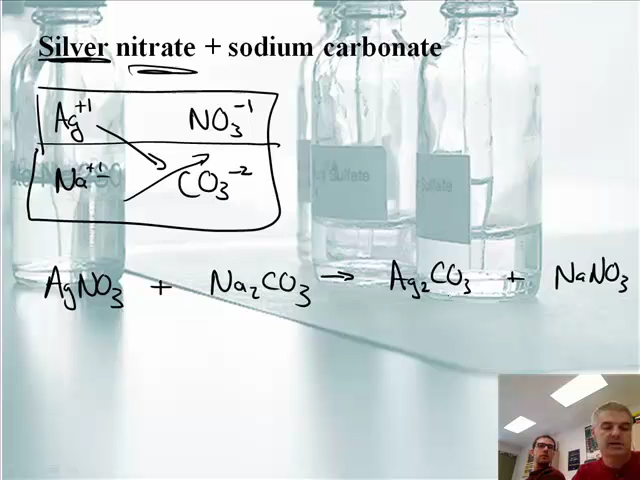 Silver nitrate + sodium carbonate
Ag⁺¹ NO₃⁻¹
Na⁺¹ CO₃⁻²
AgNO₃ + Na₂CO₃ → Ag₂CO₃ + NaNO₃